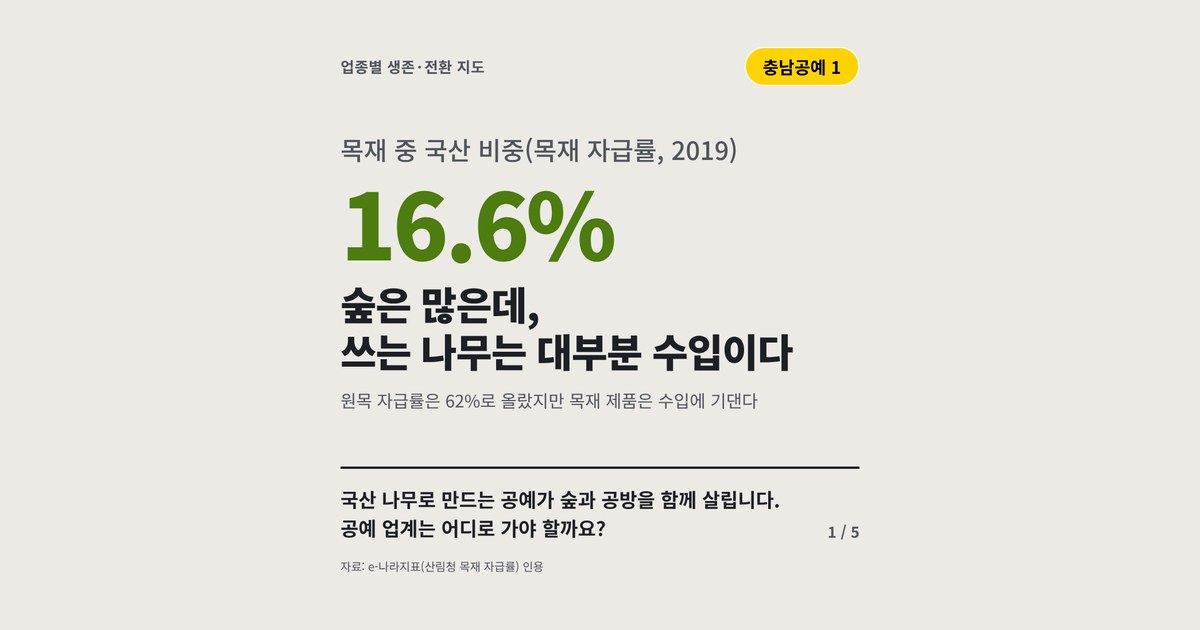 업종별 생존·전환 지도
충남공예 1
목재 중 국산 비중(목재 자급률, 2019)
16.6%
숲은 많은데,
쓰는 나무는 대부분 수입이다
원목 자급률은 62%로 올랐지만 목재 제품은 수입에 기댄다
국산 나무로 만드는 공예가 숲과 공방을 함께 살립니다.
공예 업계는 어디로 가야 할까요?
1 / 5
자료: e-나라지표(산림청 목재 자급률) 인용